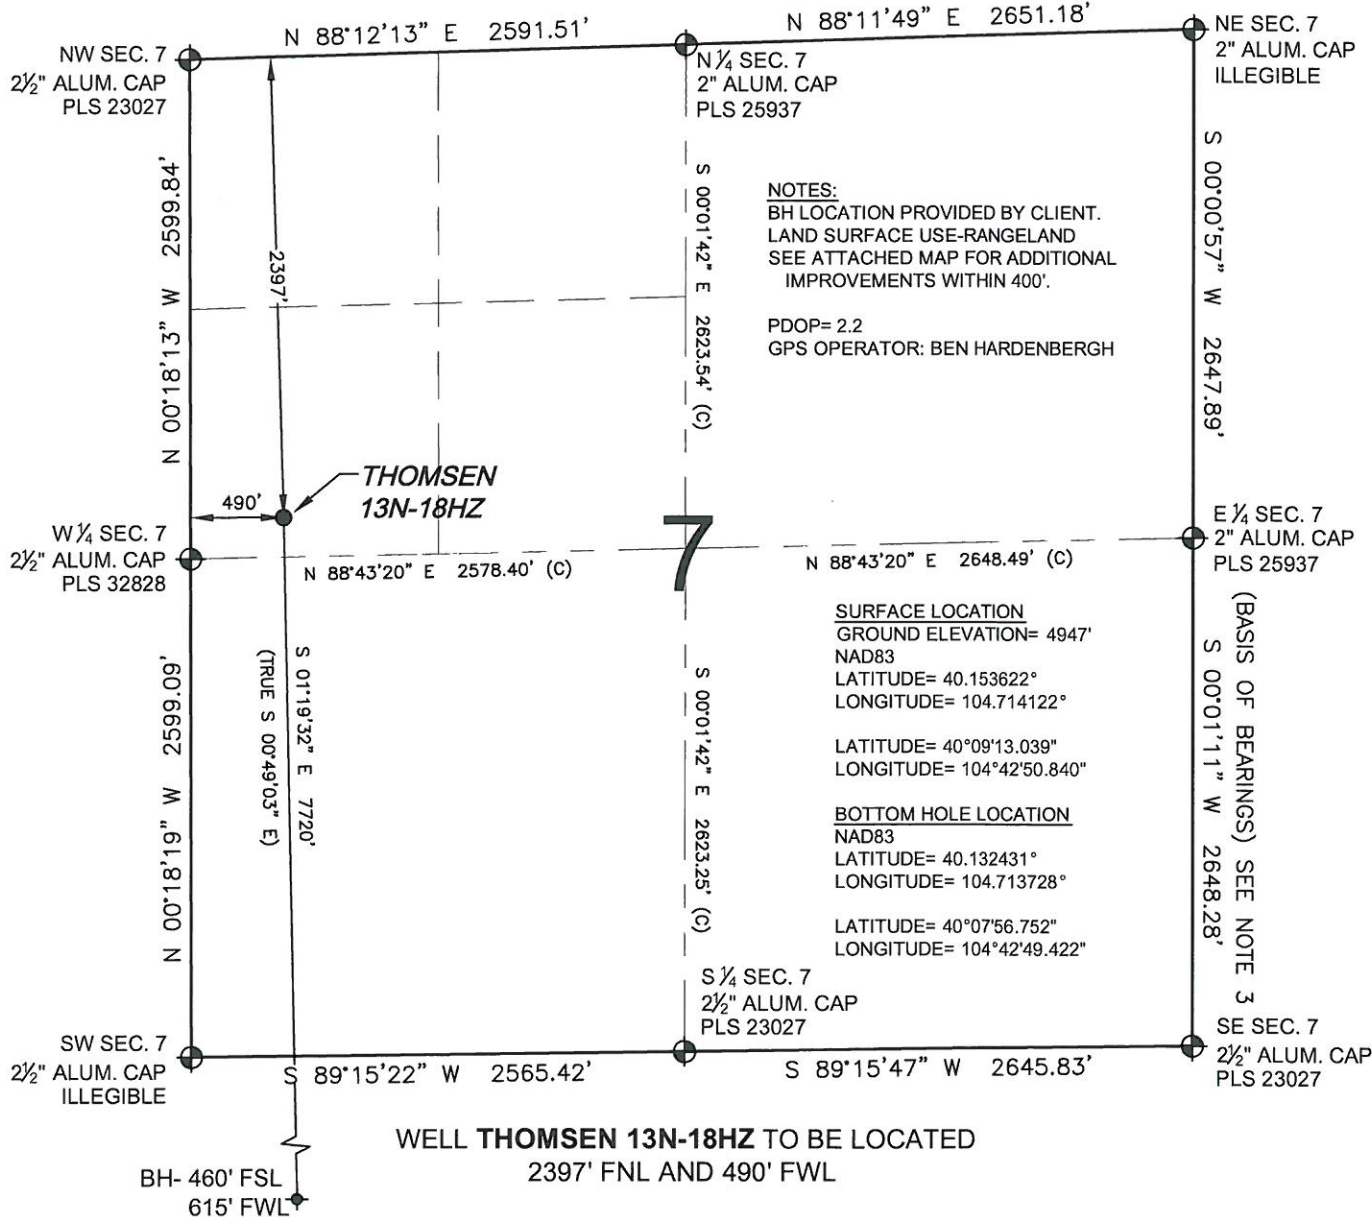 N 88°12'13" E 2591.51'
N 88°11'49" E 2651.18'
NW SEC. 7
2½" ALUM. CAP
PLS 23027
N ¼ SEC. 7
2" ALUM. CAP
PLS 25937
NE SEC. 7
2" ALUM. CAP
ILLEGIBLE
N 00°18'13" W 2599.84'
2397'
S 00°01'42" E 2623.54' (C)
NOTES:
BH LOCATION PROVIDED BY CLIENT.
LAND SURFACE USE-RANGELAND
SEE ATTACHED MAP FOR ADDITIONAL
IMPROVEMENTS WITHIN 400'.
PDOP= 2.2
GPS OPERATOR: BEN HARDENBERGH
S 00°00'57" W 2647.89'
490'
THOMSEN
13N-18HZ
7
W ¼ SEC. 7
2½" ALUM. CAP
PLS 32828
N 88°43'20" E 2578.40' (C)
N 88°43'20" E 2648.49' (C)
E ¼ SEC. 7
2" ALUM. CAP
PLS 25937
N 00°18'19" W 2599.09'
S 01°19'32" E 7720'
(TRUE S 00°49'03" E)
S 00°01'42" E 2623.25' (C)
SURFACE LOCATION
GROUND ELEVATION= 4947'
NAD83
LATITUDE= 40.153622°
LONGITUDE= 104.714122°
LATITUDE= 40°09'13.039"
LONGITUDE= 104°42'50.840"
BOTTOM HOLE LOCATION
NAD83
LATITUDE= 40.132431°
LONGITUDE= 104.713728°
LATITUDE= 40°07'56.752"
LONGITUDE= 104°42'49.422"
S 00°01'11" W 2648.28'
(BASIS OF BEARINGS) SEE NOTE 3
SW SEC. 7
2½" ALUM. CAP
ILLEGIBLE
S ¼ SEC. 7
2½" ALUM. CAP
PLS 23027
SE SEC. 7
2½" ALUM. CAP
PLS 23027
S 89°15'22" W 2565.42'
S 89°15'47" W 2645.83'
WELL THOMSEN 13N-18HZ TO BE LOCATED
2397' FNL AND 490' FWL
BH- 460' FSL
615' FWL